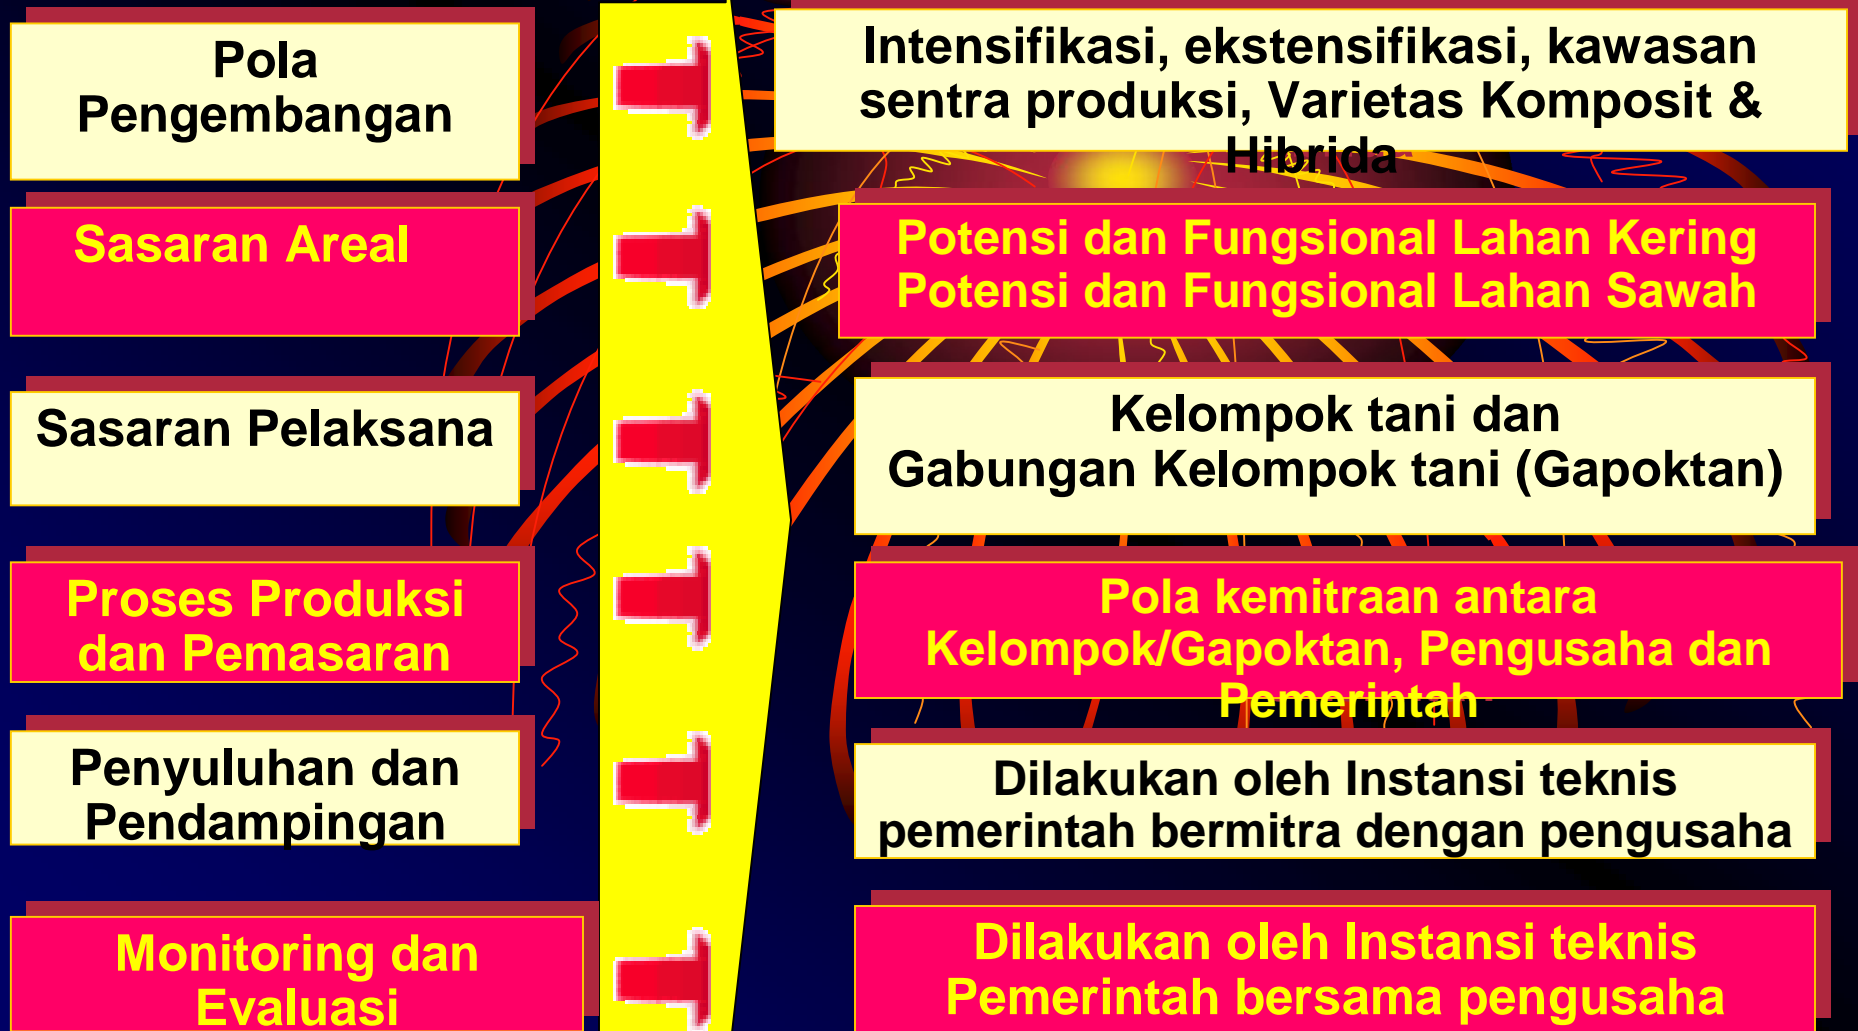 Pola
Pengembangan
Intensifikasi, ekstensifikasi, kawasan
sentra produksi, Varietas Komposit &
Hibrida
Sasaran Areal
Potensi dan Fungsional Lahan Kering
Potensi dan Fungsional Lahan Sawah
Sasaran Pelaksana
Kelompok tani dan
Gabungan Kelompok tani (Gapoktan)
Proses Produksi
dan Pemasaran
Pola kemitraan antara
Kelompok/Gapoktan, Pengusaha dan
Pemerintah
Penyuluhan dan
Pendampingan
Dilakukan oleh Instansi teknis
pemerintah bermitra dengan pengusaha
Monitoring dan
Evaluasi
Dilakukan oleh Instansi teknis
Pemerintah bersama pengusaha